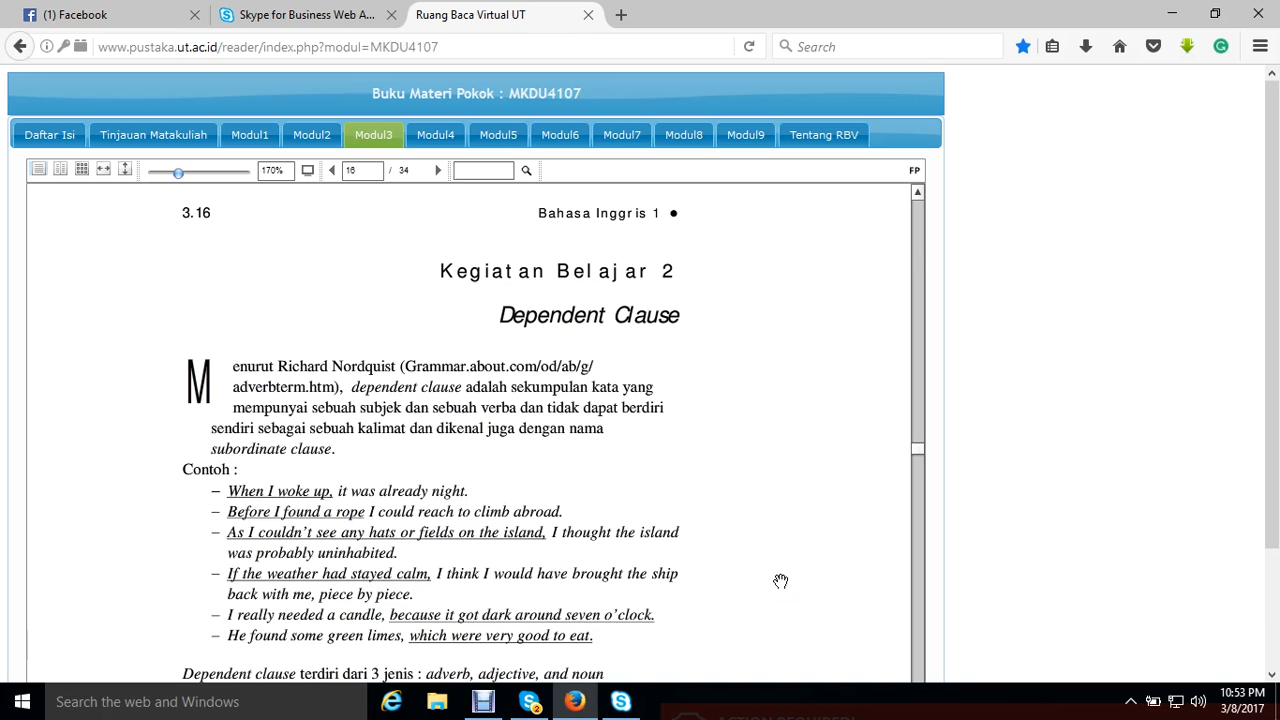 (1) Facebook
Skype for Business Web A...
Ruang Baca Virtual UT
www.pustaka.ut.ac.id/reader/index.php?modul=MKDU4107
Search
Buku Materi Pokok : MKDU4107
Daftar Isi
Tinjauan Matakuliah
Modul1
Modul2
Modul3
Modul4
Modul5
Modul6
Modul7
Modul8
Modul9
Tentang RBV
170%
16 / 34
FP
3.16 Bahasa Inggris 1 ●
Kegiatan Belajar 2
Dependent Clause
Menurut Richard Nordquist (Grammar.about.com/od/ab/g/
adverbterm.htm), dependent clause adalah sekumpulan kata yang
mempunyai sebuah subjek dan sebuah verba dan tidak dapat berdiri
sendiri sebagai sebuah kalimat dan dikenal juga dengan nama
subordinate clause.
Contoh :
– When I woke up, it was already night.
– Before I found a rope I could reach to climb abroad.
– As I couldn't see any hats or fields on the island, I thought the island
was probably uninhabited.
– If the weather had stayed calm, I think I would have brought the ship
back with me, piece by piece.
– I really needed a candle, because it got dark around seven o'clock.
– He found some green lines, which were very good to eat.
Dependent clause terdiri dari 3 jenis : adverb, adjective, and noun
Search the web and Windows
2
10:53 PM
3/8/2017